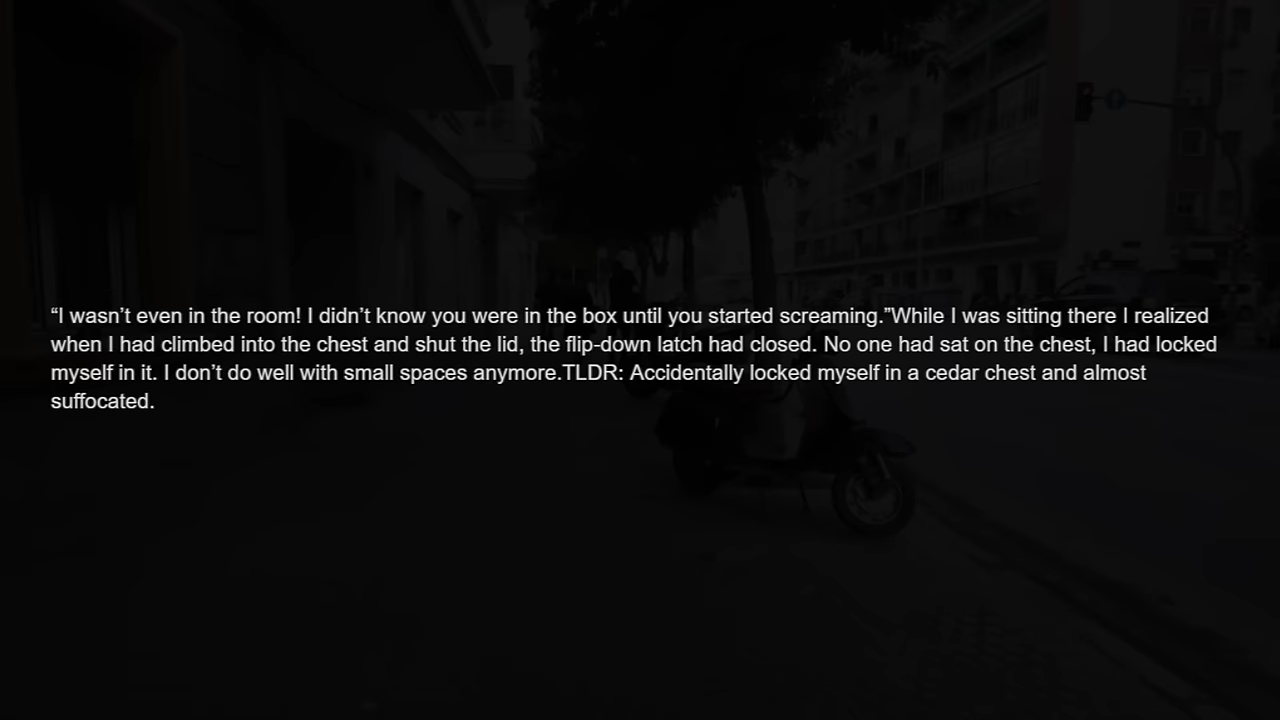 “I wasn’t even in the room! I didn’t know you were in the box until you started screaming.”While I was sitting there I realized
when I had climbed into the chest and shut the lid, the flip-down latch had closed. No one had sat on the chest, I had locked
myself in it. I don’t do well with small spaces anymore.TLDR: Accidentally locked myself in a cedar chest and almost
suffocated.